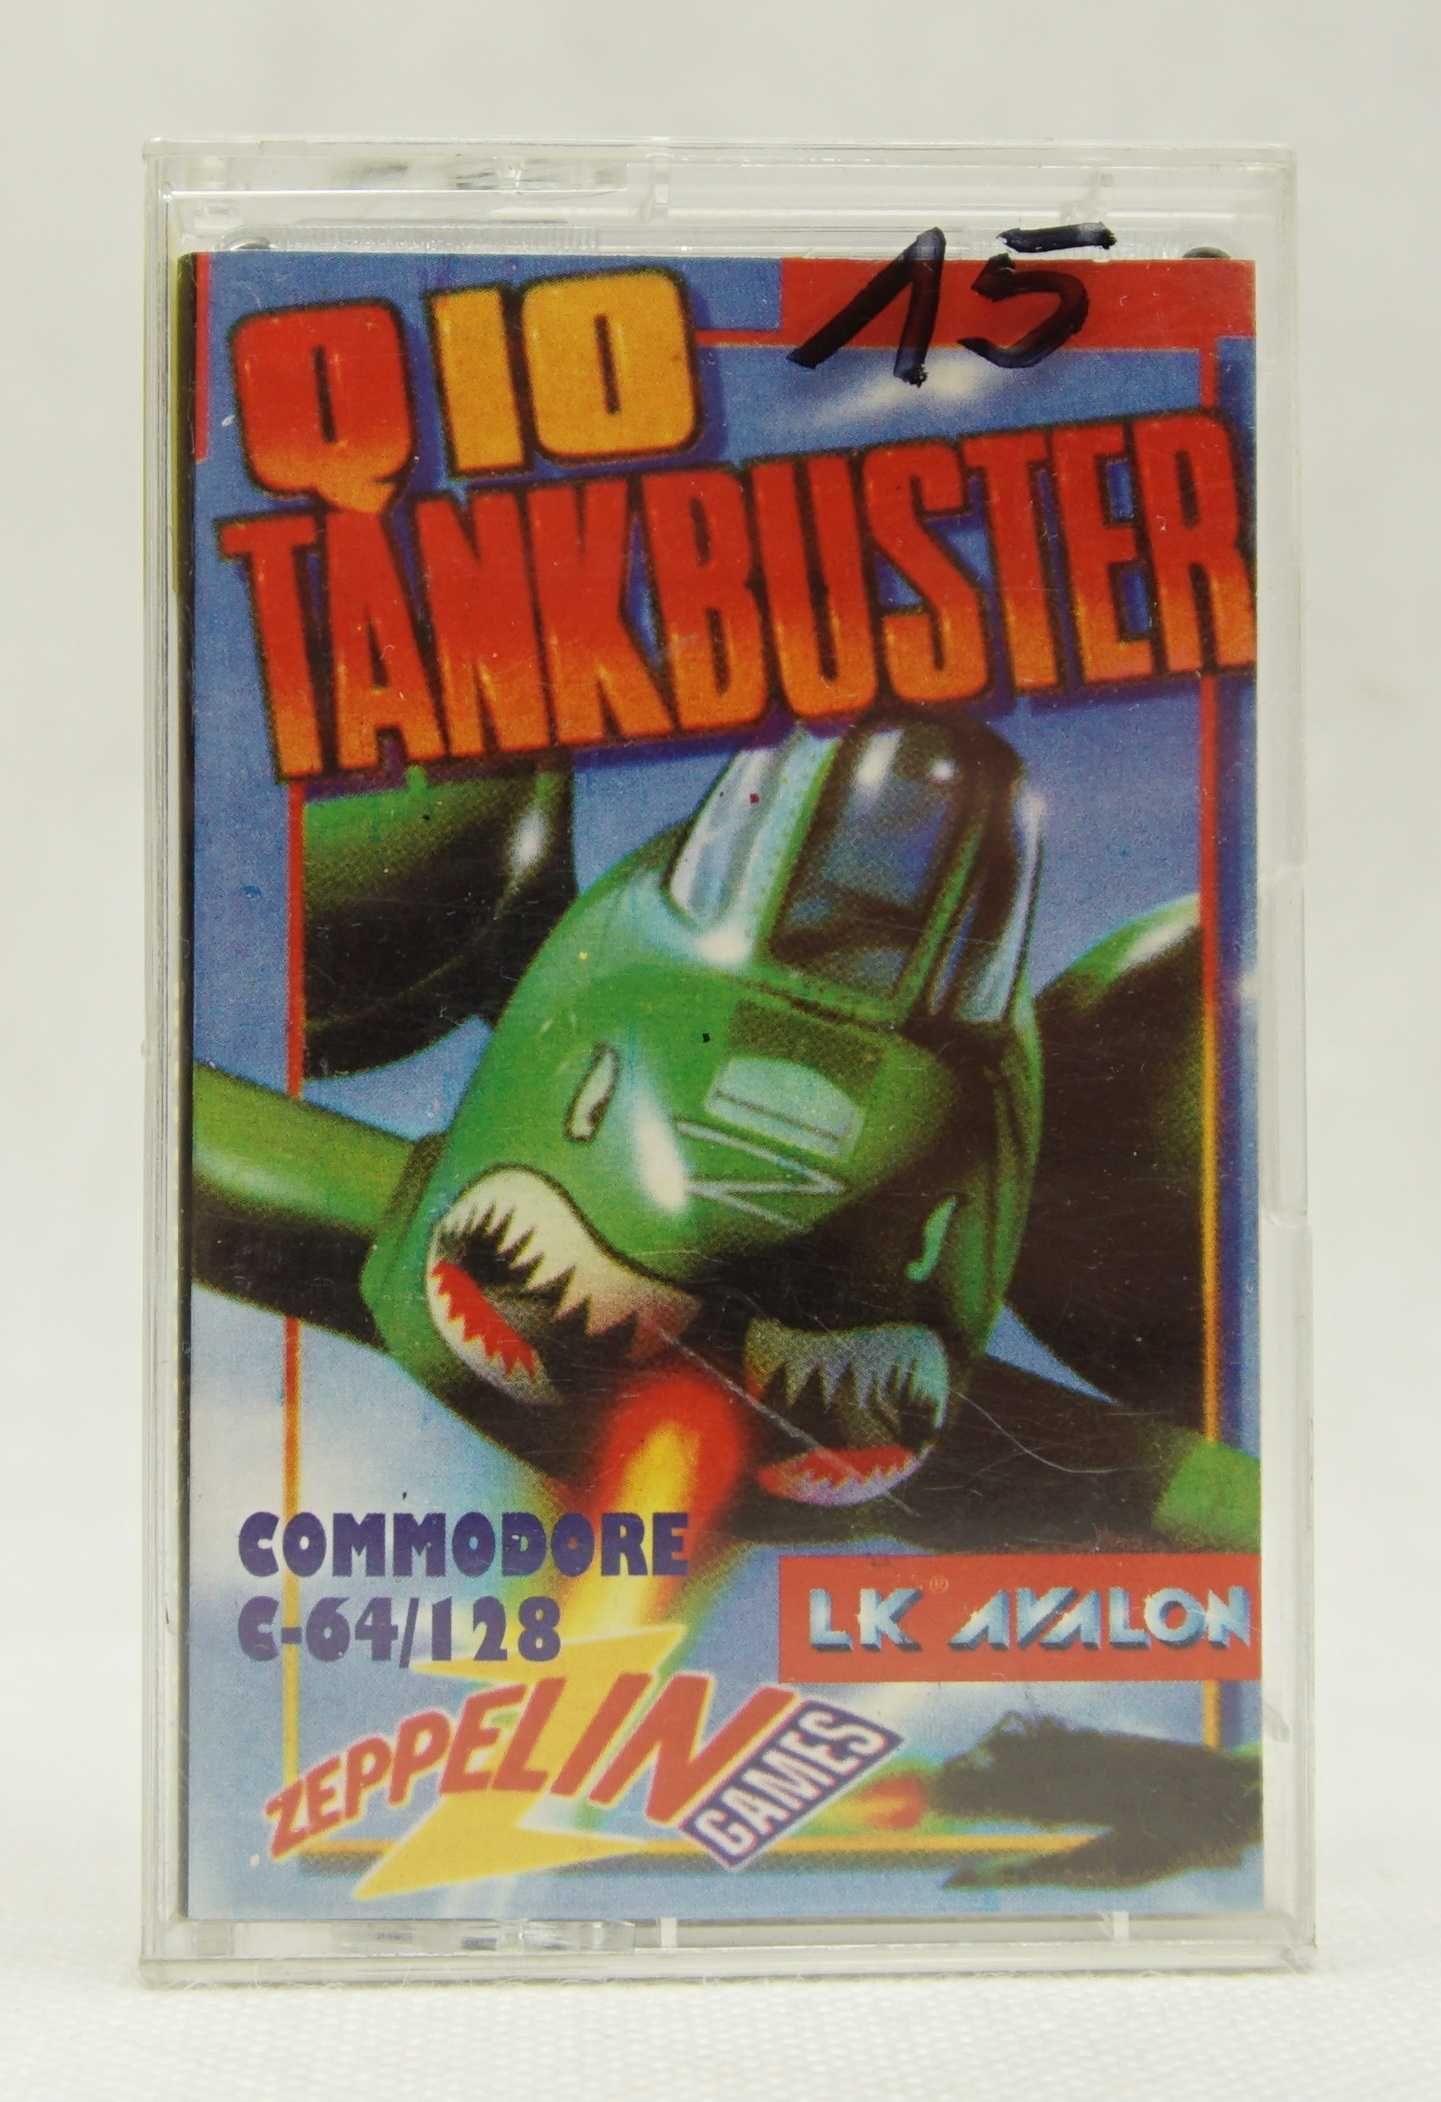 15
Q10
TANKBUSTER
COMMODORE
C-64/128
LK® AVALON
ZEPPELIN
GAMES